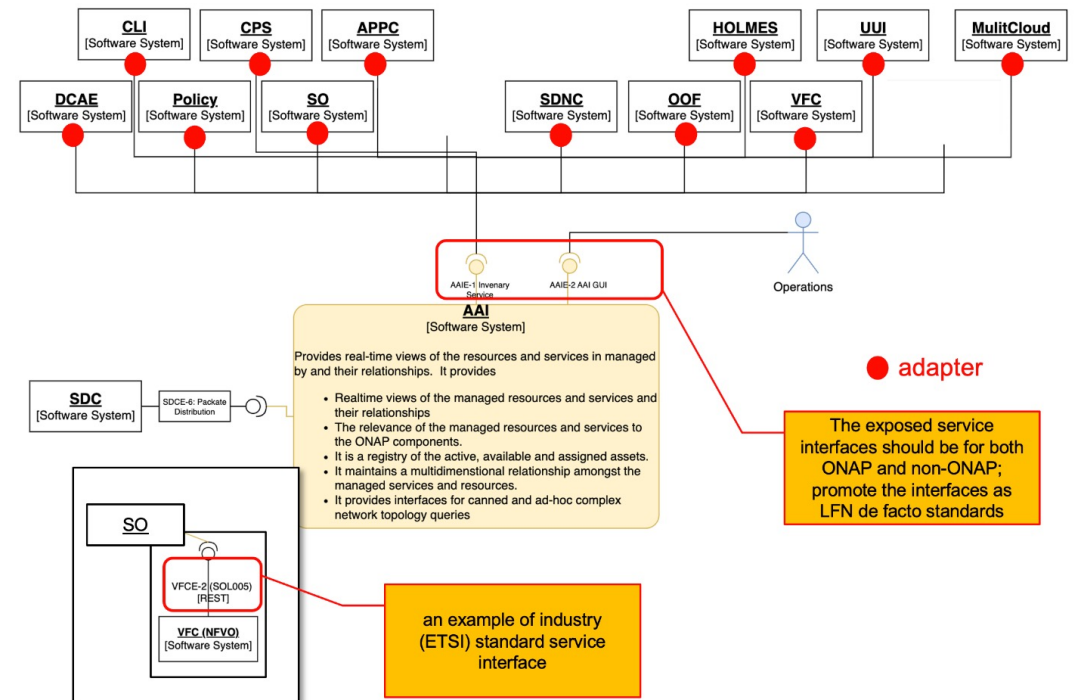 CLI
[Software System]
CPS
[Software System]
APPC
[Software System]
HOLMES
[Software System]
UUI
[Software System]
MulitCloud
[Software System]
DCAE
[Software System]
Policy
[Software System]
SO
[Software System]
SDNC
[Software System]
OOF
[Software System]
VFC
[Software System]
AAIE-1 Invenary
Service
AAIE-2 AAI GUI
Operations
AAI
[Software System]
Provides real-time views of the resources and services in managed
by and their relationships. It provides
• Realtime views of the managed resources and services and
their relationships
• The relevance of the managed resources and services to
the ONAP components.
• It is a registry of the active, available and assigned assets.
• It maintains a multidimenstional relationship amongst the
managed services and resources.
• It provides interfaces for canned and ad-hoc complex
network topology queries
adapter
SDC
[Software System]
SDCE-6: Packate
Distribution
The exposed service
interfaces should be for both
ONAP and non-ONAP;
promote the interfaces as
LFN de facto standards
SO
VFCE-2 (SOL005)
[REST]
VFC (NFVO)
[Software System]
an example of industry
(ETSI) standard service
interface